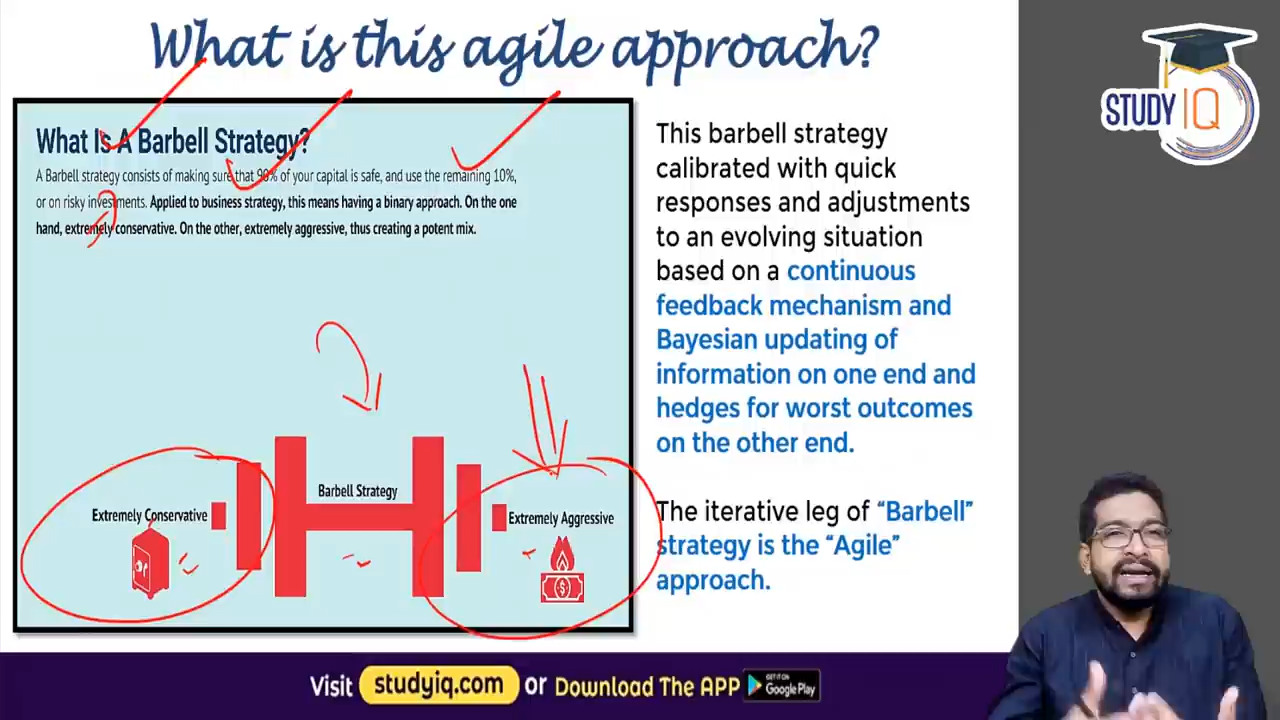 What is this agile approach?
STUDY IQ
What Is A Barbell Strategy?
A Barbell strategy consists of making sure that 90% of your capital is safe, and use the remaining 10%,
or on risky investments. Applied to business strategy, this means having a binary approach. On the one
hand, extremely conservative. On the other, extremely aggressive, thus creating a potent mix.
Extremely Conservative
Barbell Strategy
Extremely Aggressive
This barbell strategy
calibrated with quick
responses and adjustments
to an evolving situation
based on a continuous
feedback mechanism and
Bayesian updating of
information on one end and
hedges for worst outcomes
on the other end.
The iterative leg of “Barbell”
strategy is the “Agile”
approach.
Visit studyiq.com or Download The APP GET IT ON Google Play